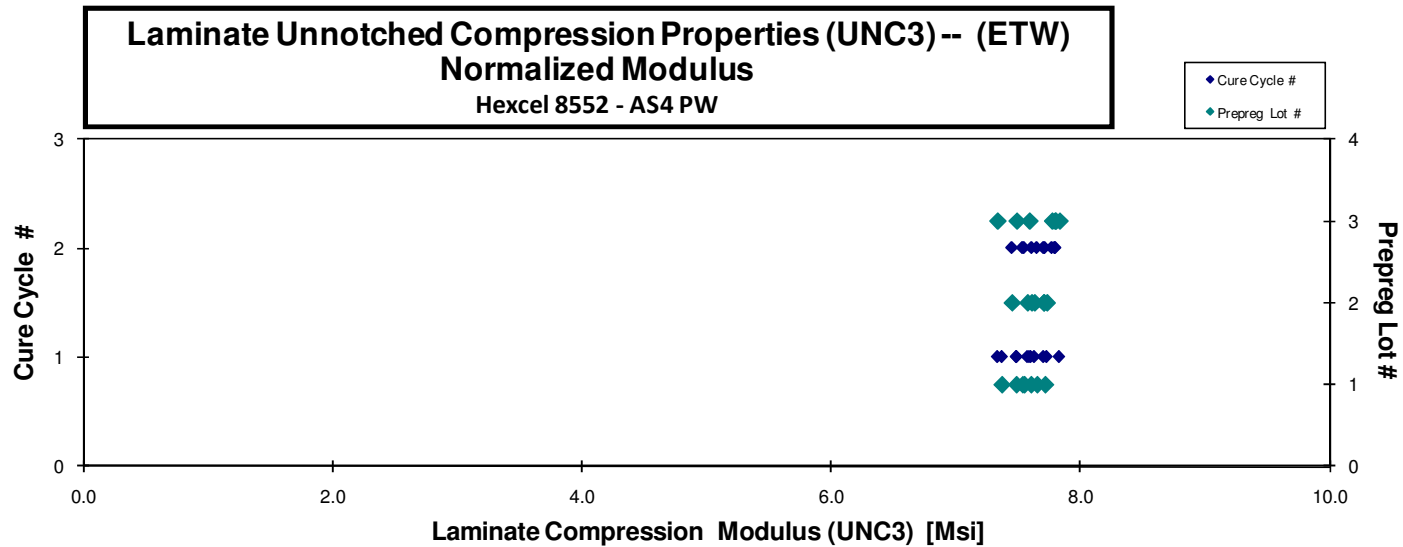 Laminate Unnotched Compression Properties (UNC3) -- (ETW)
Normalized Modulus
Hexcel 8552 - AS4 PW
Cure Cycle #
Prepreg Lot #
3
2
1
0
Cure Cycle #
4
3
2
1
0
Prepreg Lot #
0.0 2.0 4.0 6.0 8.0 10.0
Laminate Compression Modulus (UNC3) [Msi]